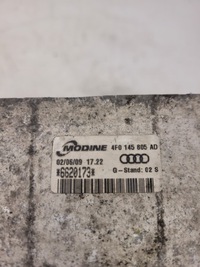 MODINE 4F0 145 805 AD
02/06/09 17.22
*6620173* Q-Stand: 02 S